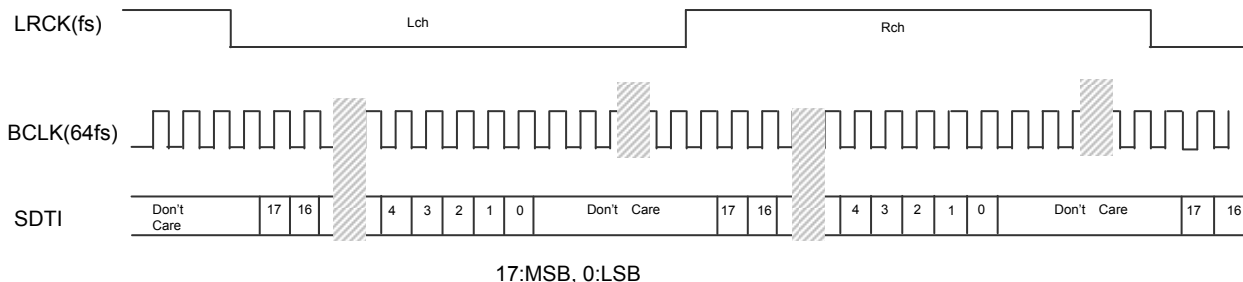 LRCK(fs)
Lch
Rch
BCLK(64fs)
SDTI
Don't
Care
17 16 4 3 2 1 0 Don't Care 17 16 4 3 2 1 0 Don't Care 17 16
17:MSB, 0:LSB